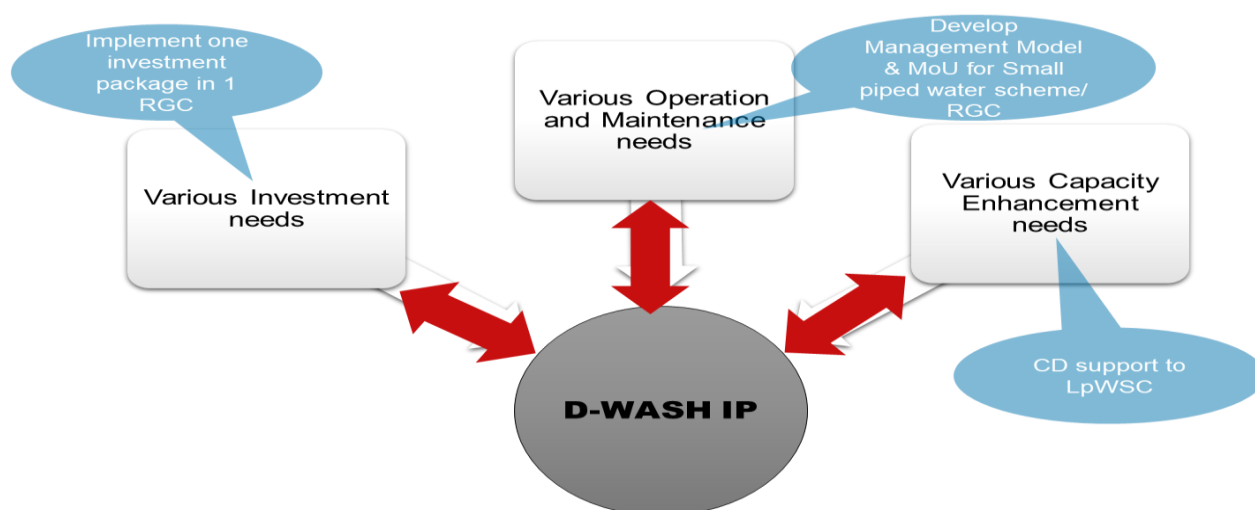 Implement one
investment
package in 1
RGC
Various Investment
needs
Various Operation
and Maintenance
needs
Develop
Management Model
& MoU for Small
piped water scheme/
RGC
Various Capacity
Enhancement
needs
CD support to
LpWSC
D-WASH IP